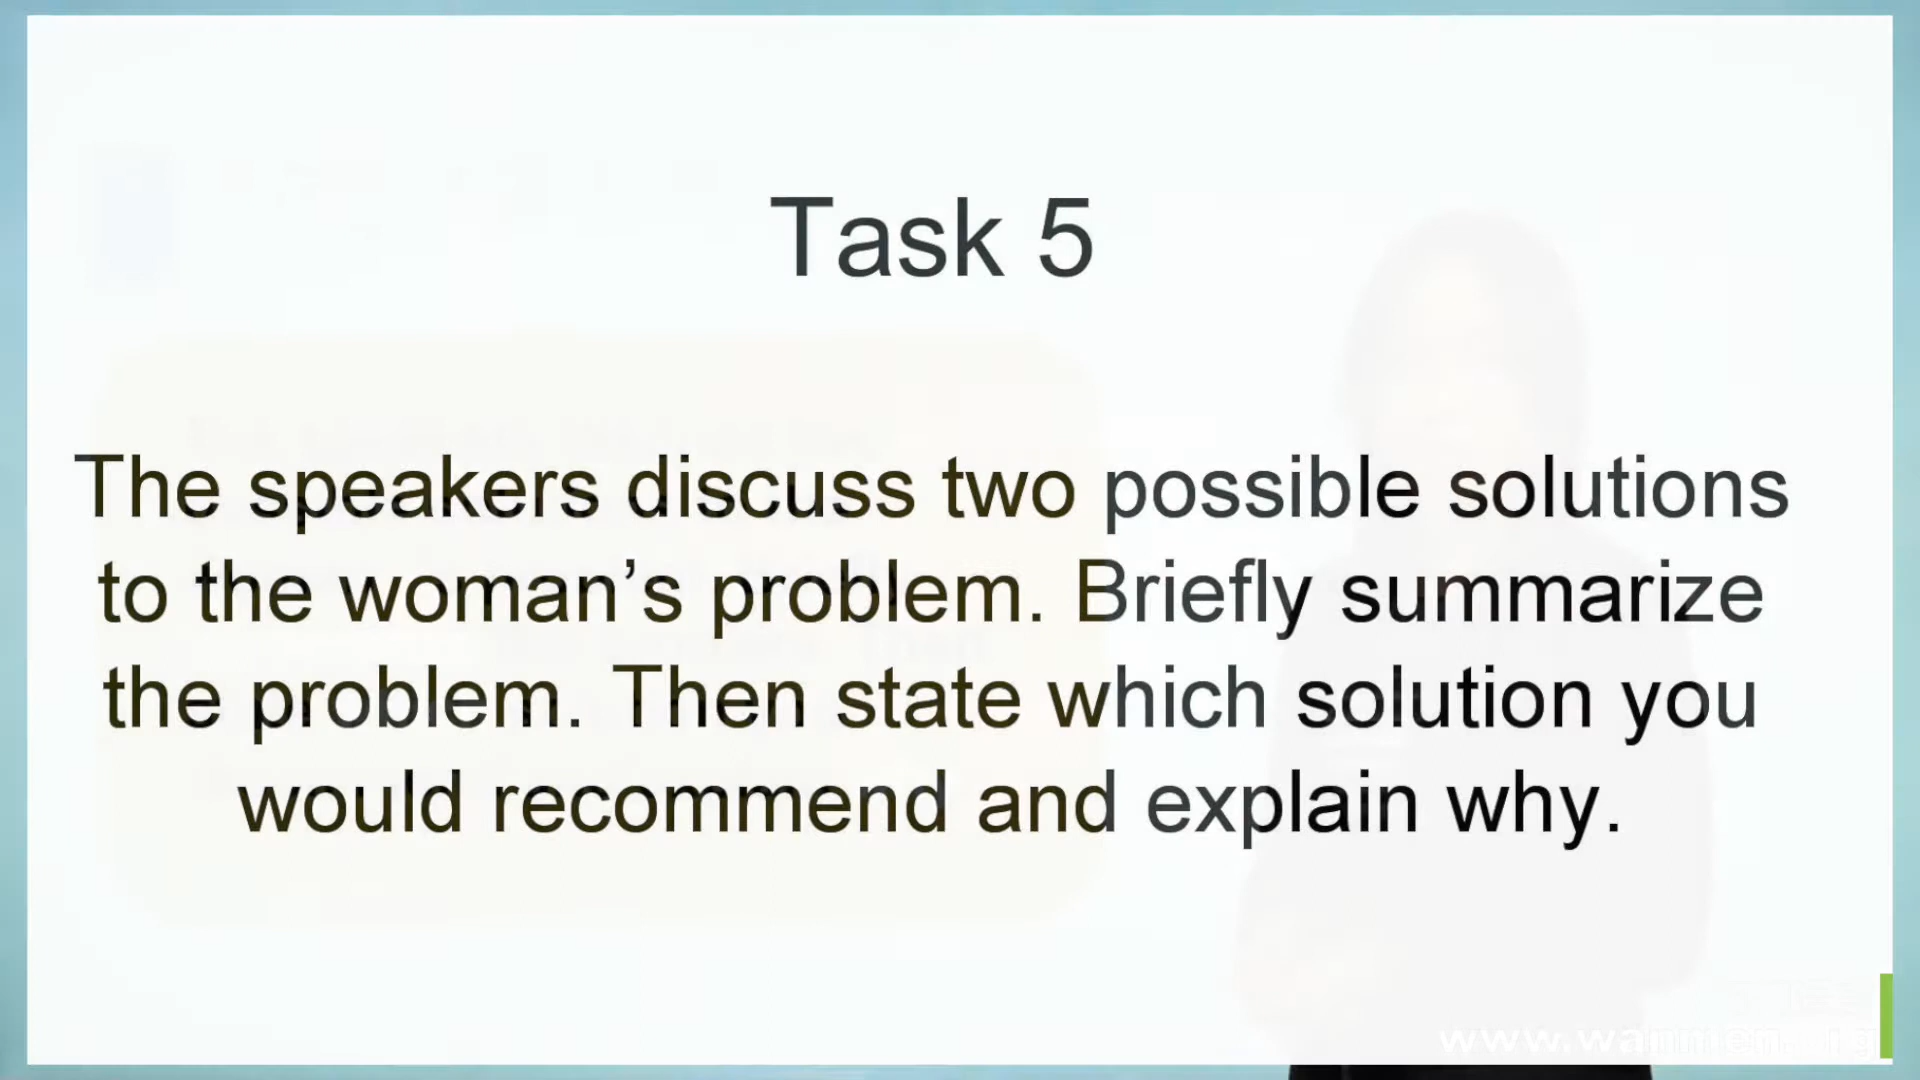 Task 5
The speakers discuss two possible solutions
to the woman’s problem. Briefly summarize
the problem. Then state which solution you
would recommend and explain why.